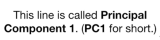 This line is called Principal
Component 1. (PC1 for short.)